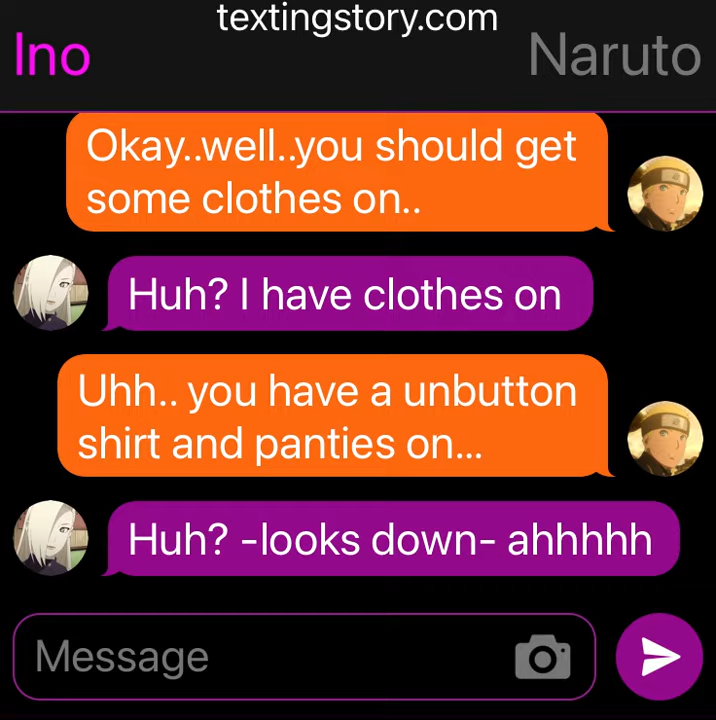 textingstory.com
Ino
Naruto
Okay..well..you should get
some clothes on..
Huh? I have clothes on
Uhh.. you have a unbutton
shirt and panties on...
Huh? -looks down- ahhhhh
Message